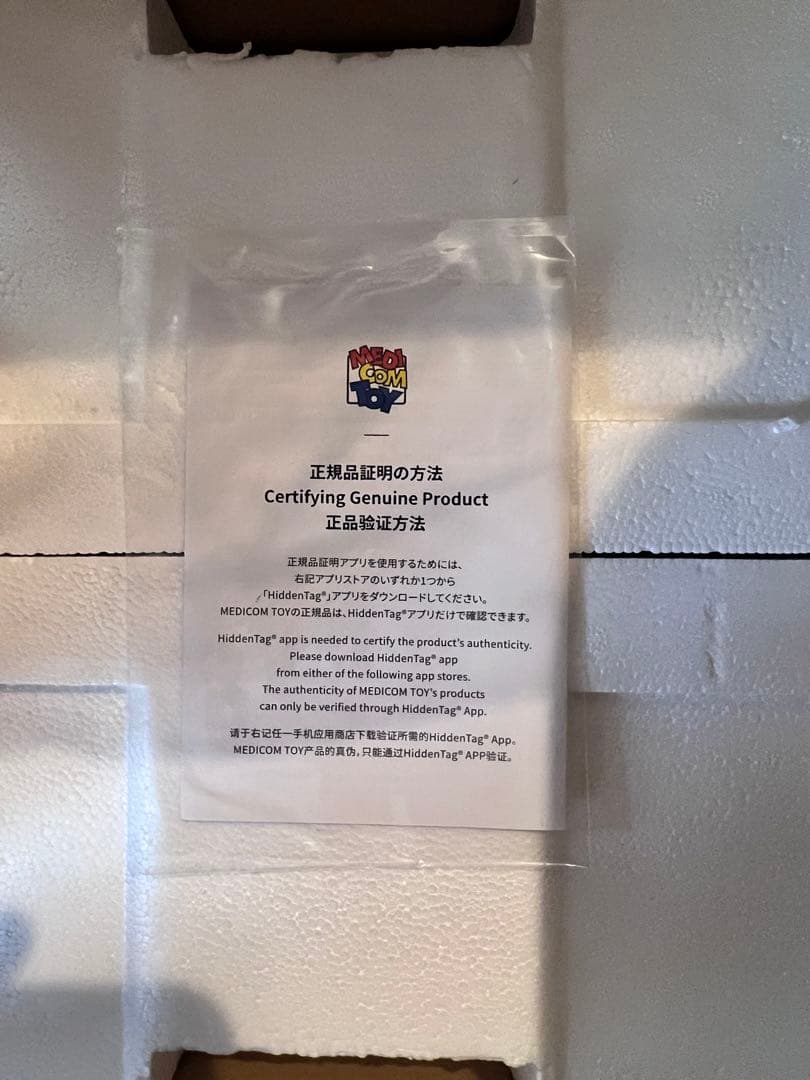 MEDI
COM
TOY
正規品証明の方法
Certifying Genuine Product
正品验证方法
正規品証明アプリを使用するためには、
右記アプリストアのいずれか1つから
「HiddenTag®」アプリをダウンロードしてください。
MEDICOM TOYの正規品は、HiddenTag®アプリだけで確認できます。
HiddenTag® app is needed to certify the product's authenticity.
Please download HiddenTag® app
from either of the following app stores.
The authenticity of MEDICOM TOY's products
can only be verified through HiddenTag® App.
请于右记任一手机应用商店下载验证所需的HiddenTag® App。
MEDICOM TOY产品的真伪，只能通过HiddenTag® APP验证。